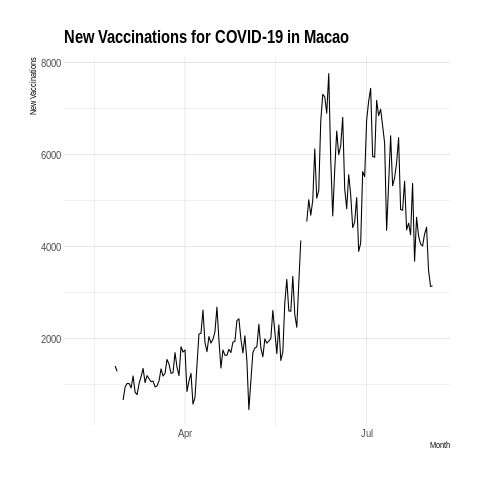 New Vaccinations for COVID-19 in Macao
New Vaccinations
8000
6000
4000
2000
Apr
Jul
Month